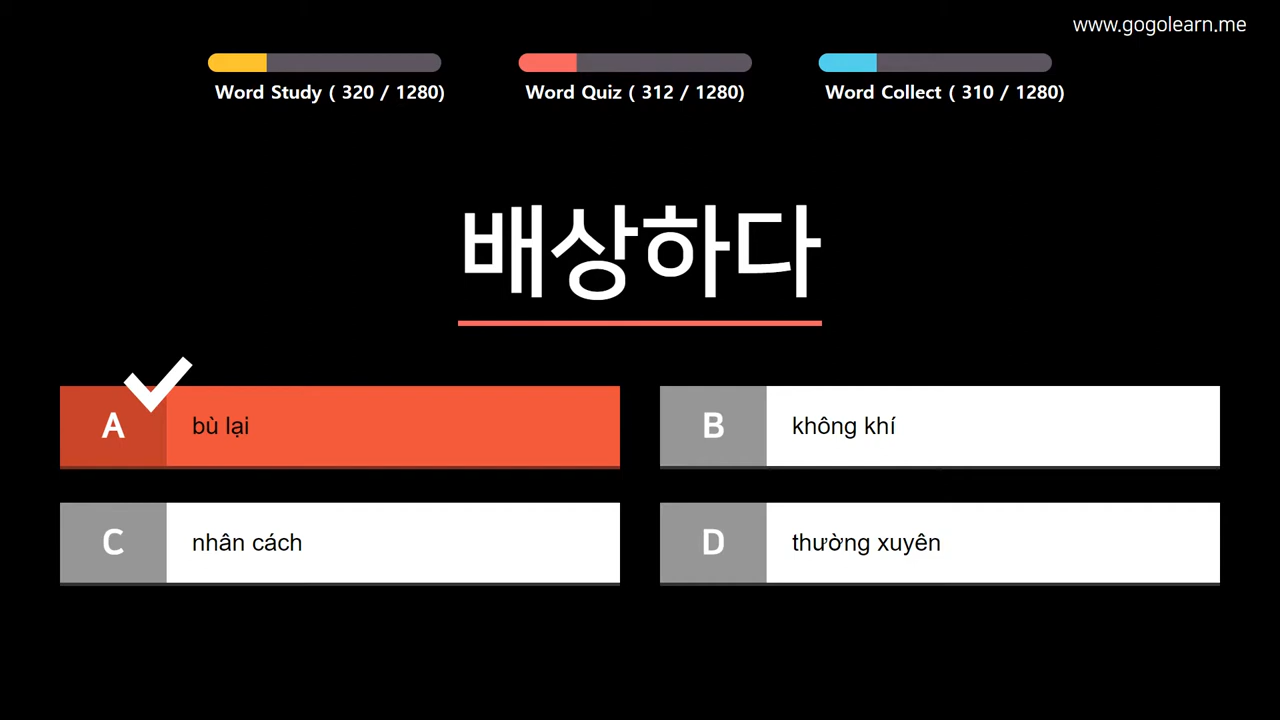 www.gogolearn.me
Word Study ( 320 / 1280)
Word Quiz ( 312 / 1280)
Word Collect ( 310 / 1280)
배상하다
A bù lại
B không khí
C nhân cách
D thường xuyên